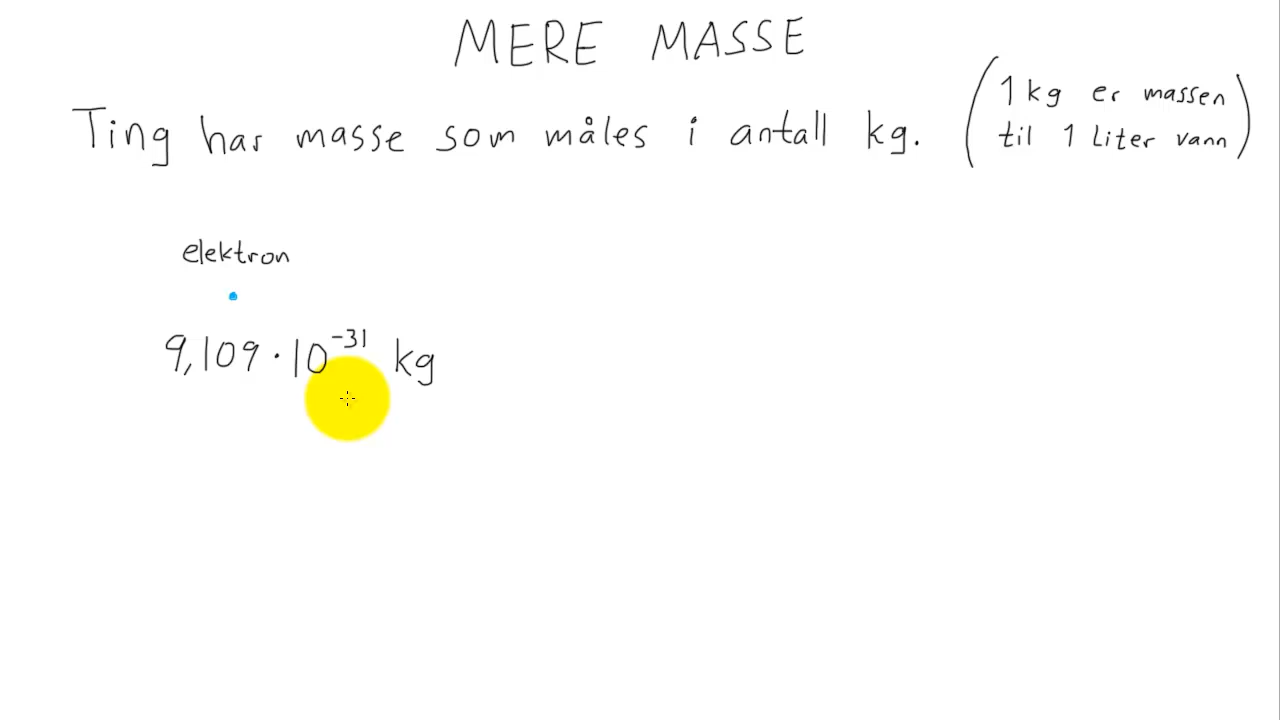 MERE MASSE
Ting har masse som måles i antall kg.
(1 kg er massen
til 1 liter vann)
elektron
9,109 · 10⁻³¹ kg